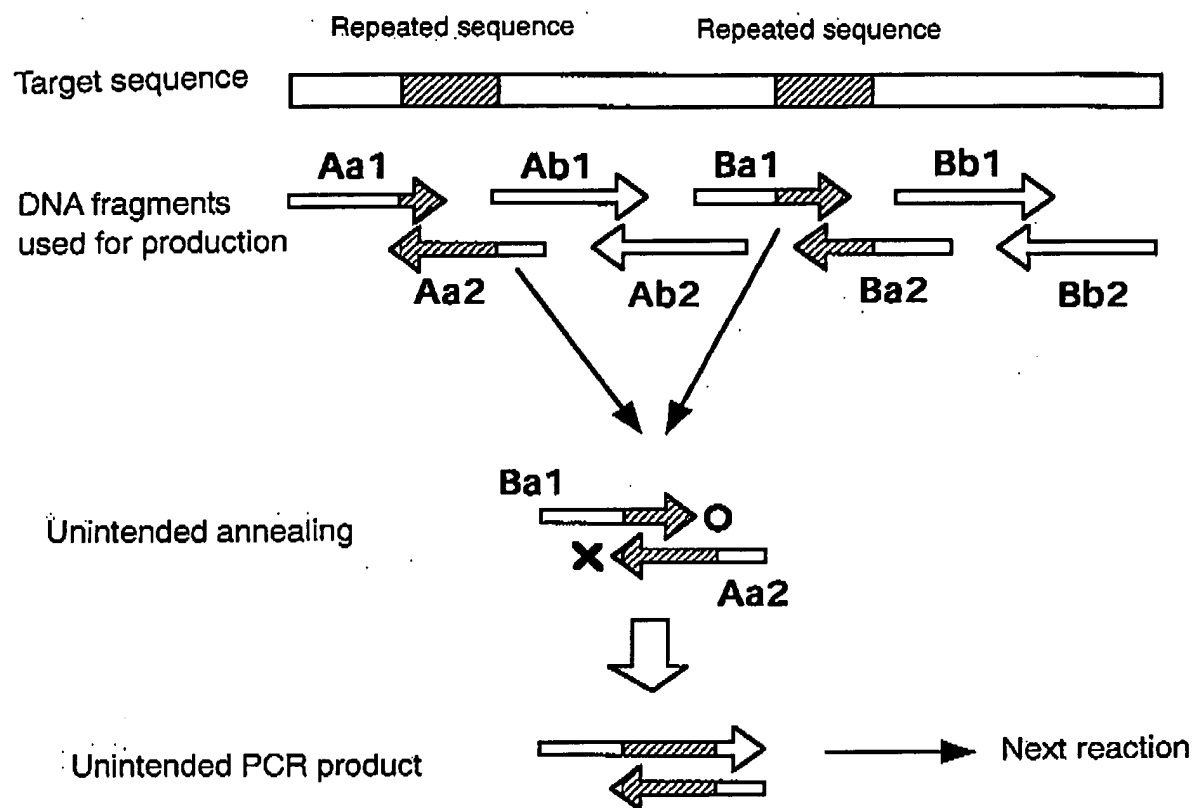 Repeated sequence Repeated sequence
Target sequence
Aa1 Ab1 Ba1 Bb1
DNA fragments
used for production
Aa2 Ab2 Ba2 Bb2
Ba1
Unintended annealing
Aa2
Unintended PCR product
Next reaction